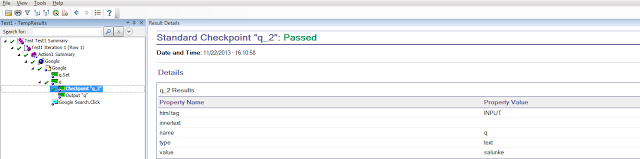 File Edit View Tools Help
Test1 - TempResults
Search for:
Test Test1 Summary
Test1 Iteration 1 (Row 1)
Action1 Summary
Google
Google
q.Set
q
Checkpoint "q_2"
Output "q"
Google Search.Click
Result Details
Standard Checkpoint "q_2": Passed
Date and Time: 11/22/2013 - 16:10:58
Details
q_2 Results
Property Name Property Value
html tag INPUT
innertext
name q
type text
value salunke